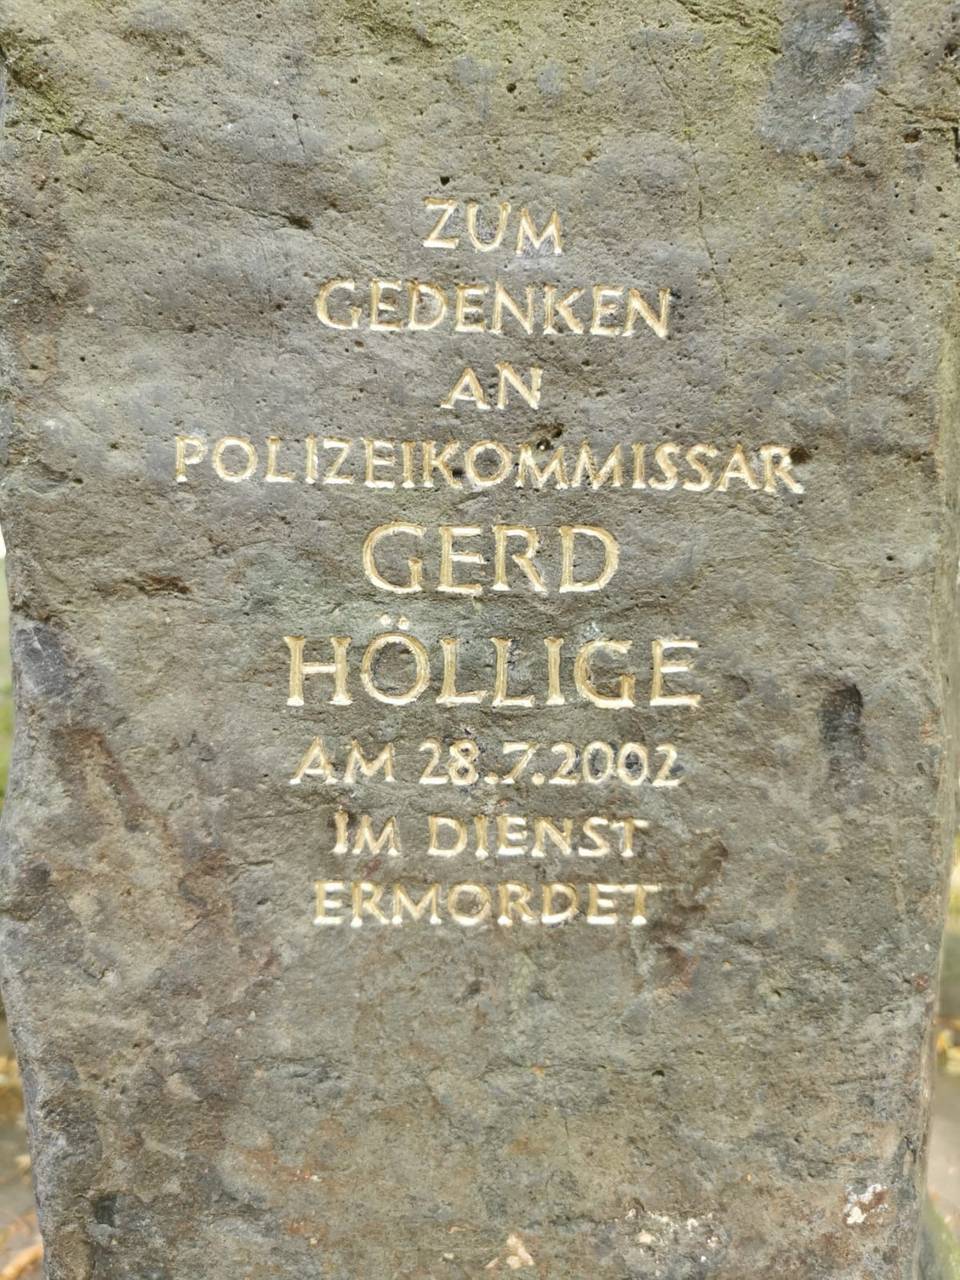 ZUM
GEDENKEN
AN
POLIZEIKOMMISSAR
GERD
HÖLLIGE
AM 28.7.2002
IM DIENST
ERMORDET